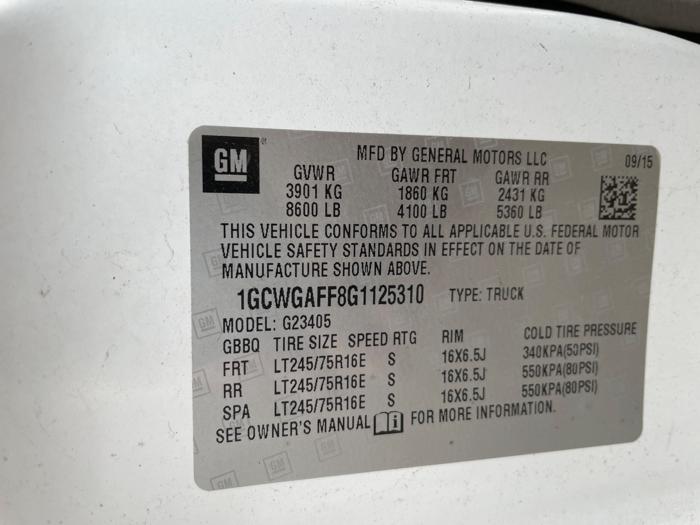 GM MFD BY GENERAL MOTORS LLC 09/15
GVWR GAWR FRT GAWR RR
3901 KG 1860 KG 2431 KG
8600 LB 4100 LB 5360 LB
THIS VEHICLE CONFORMS TO ALL APPLICABLE U.S. FEDERAL MOTOR
VEHICLE SAFETY STANDARDS IN EFFECT ON THE DATE OF
MANUFACTURE SHOWN ABOVE.
1GCWGAFF8G1125310 TYPE: TRUCK
MODEL: G23405
GBBQ TIRE SIZE SPEED RTG RIM COLD TIRE PRESSURE
FRT LT245/75R16E S 16X6.5J 340KPA(50PSI)
RR LT245/75R16E S 16X6.5J 550KPA(80PSI)
SPA LT245/75R16E S 16X6.5J 550KPA(80PSI)
SEE OWNER'S MANUAL FOR MORE INFORMATION.